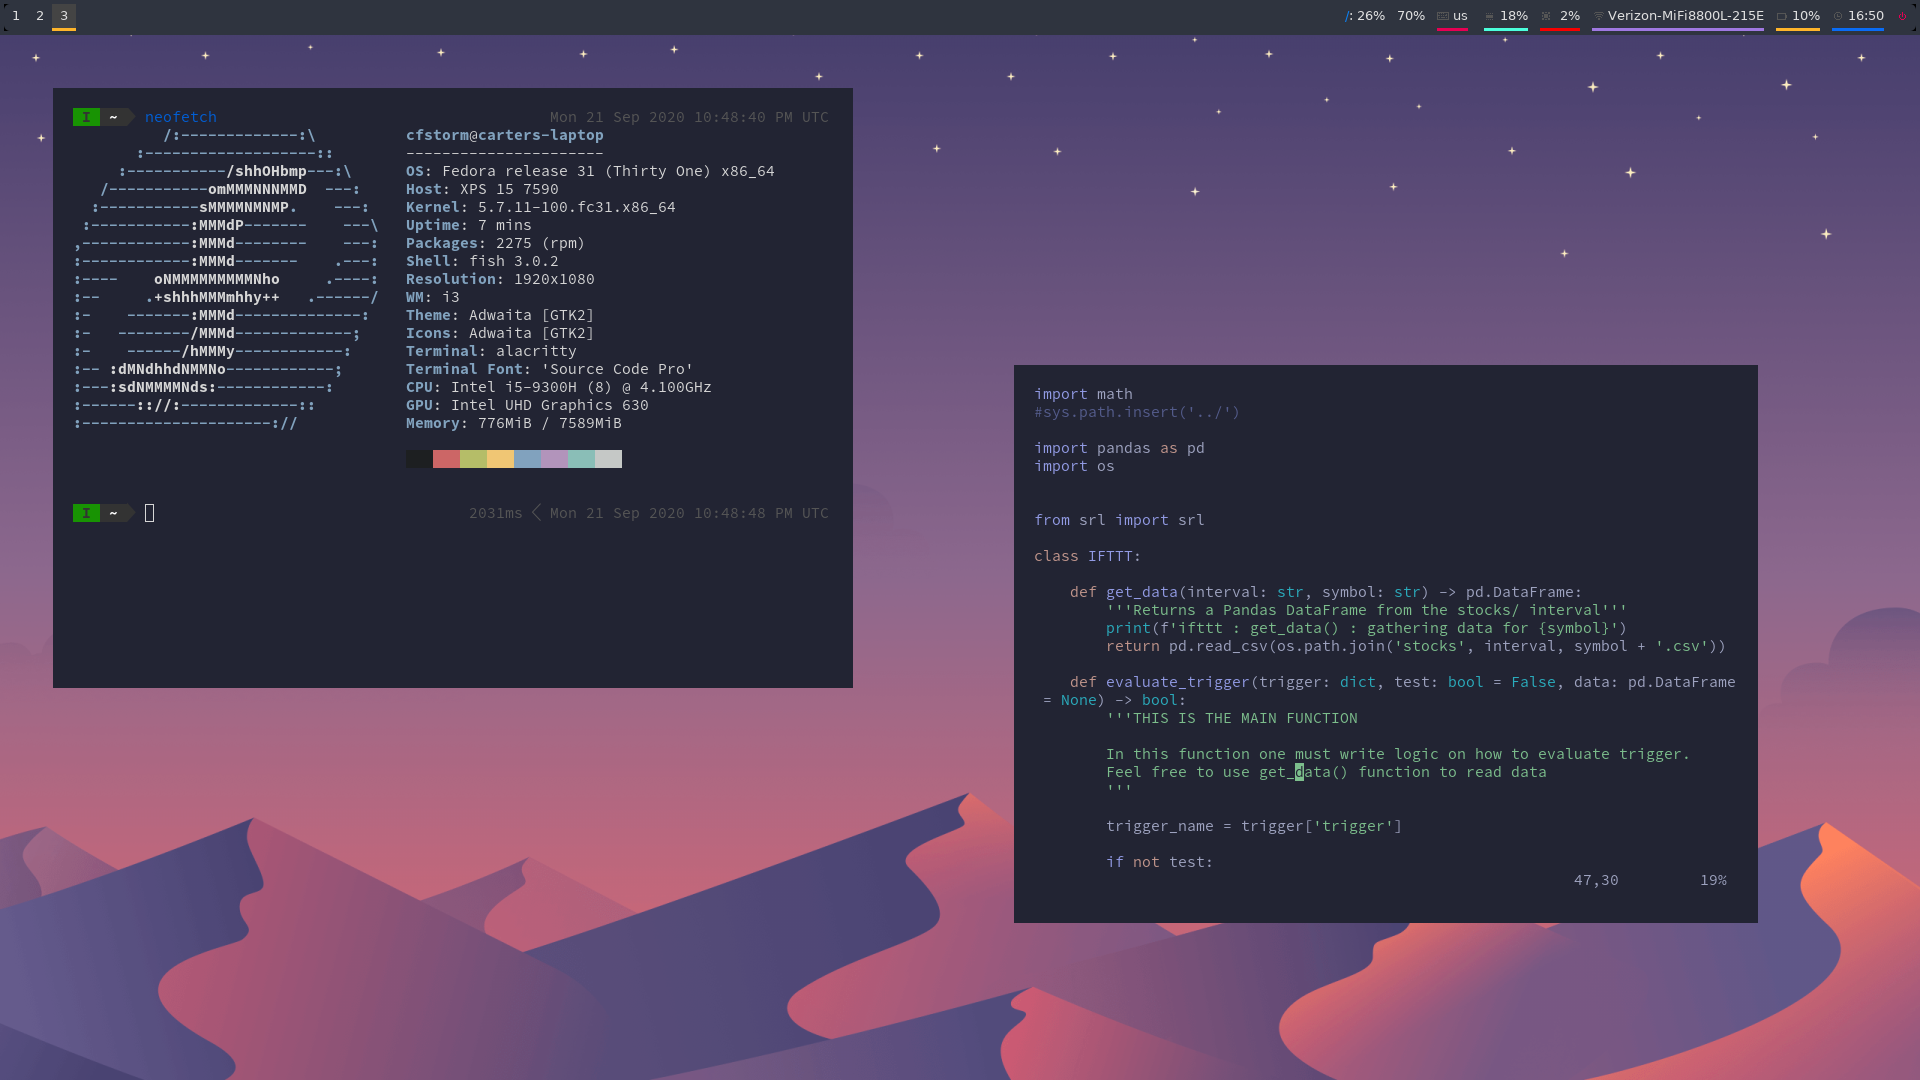 1 2 3 /: 26% 70% us 18% 2% Verizon-MiFi8800L-215E 10% 16:50
I ~ neofetch Mon 21 Sep 2020 10:48:40 PM UTC
/:-------------:\ cfstorm@carters-laptop
:-------------------:: ----------------------
:-----------/shhOHbmp---:\ OS: Fedora release 31 (Thirty One) x86_64
/-----------omMMMNNNMMD ---: Host: XPS 15 7590
:-----------sMMMMNMNMP. ---: Kernel: 5.7.11-100.fc31.x86_64
:-----------:MMMdP------- ---\ Uptime: 7 mins
,------------:MMMd-------- ---: Packages: 2275 (rpm)
:------------:MMMd------- .---: Shell: fish 3.0.2
:---- oNMMMMMMMMMNho .----: Resolution: 1920x1080
:-- .+shhhMMMmhhy++ .------/ WM: i3
:- -------:MMMd--------------: Theme: Adwaita [GTK2]
:- --------/MMMd-------------; Icons: Adwaita [GTK2]
:- ------/hMMMy------------: Terminal: alacritty
:-- :dMNdhhdNMMNo------------; Terminal Font: 'Source Code Pro'
:---:sdNMMMMNds:------------: CPU: Intel i5-9300H (8) @ 4.100GHz
:------:://:-------------:: GPU: Intel UHD Graphics 630
:---------------------:// Memory: 776MiB / 7589MiB
I ~ 2031ms Mon 21 Sep 2020 10:48:48 PM UTC
import math
#sys.path.insert('../')
import pandas as pd
import os
from srl import srl
class IFTTT:
def get_data(interval: str, symbol: str) -> pd.DataFrame:
'''Returns a Pandas DataFrame from the stocks/ interval'''
print(f'ifttt : get_data() : gathering data for {symbol}')
return pd.read_csv(os.path.join('stocks', interval, symbol + '.csv'))
def evaluate_trigger(trigger: dict, test: bool = False, data: pd.DataFrame
= None) -> bool:
'''THIS IS THE MAIN FUNCTION
In this function one must write logic on how to evaluate trigger.
Feel free to use get_data() function to read data
'''
trigger_name = trigger['trigger']
if not test:
47,30 19%